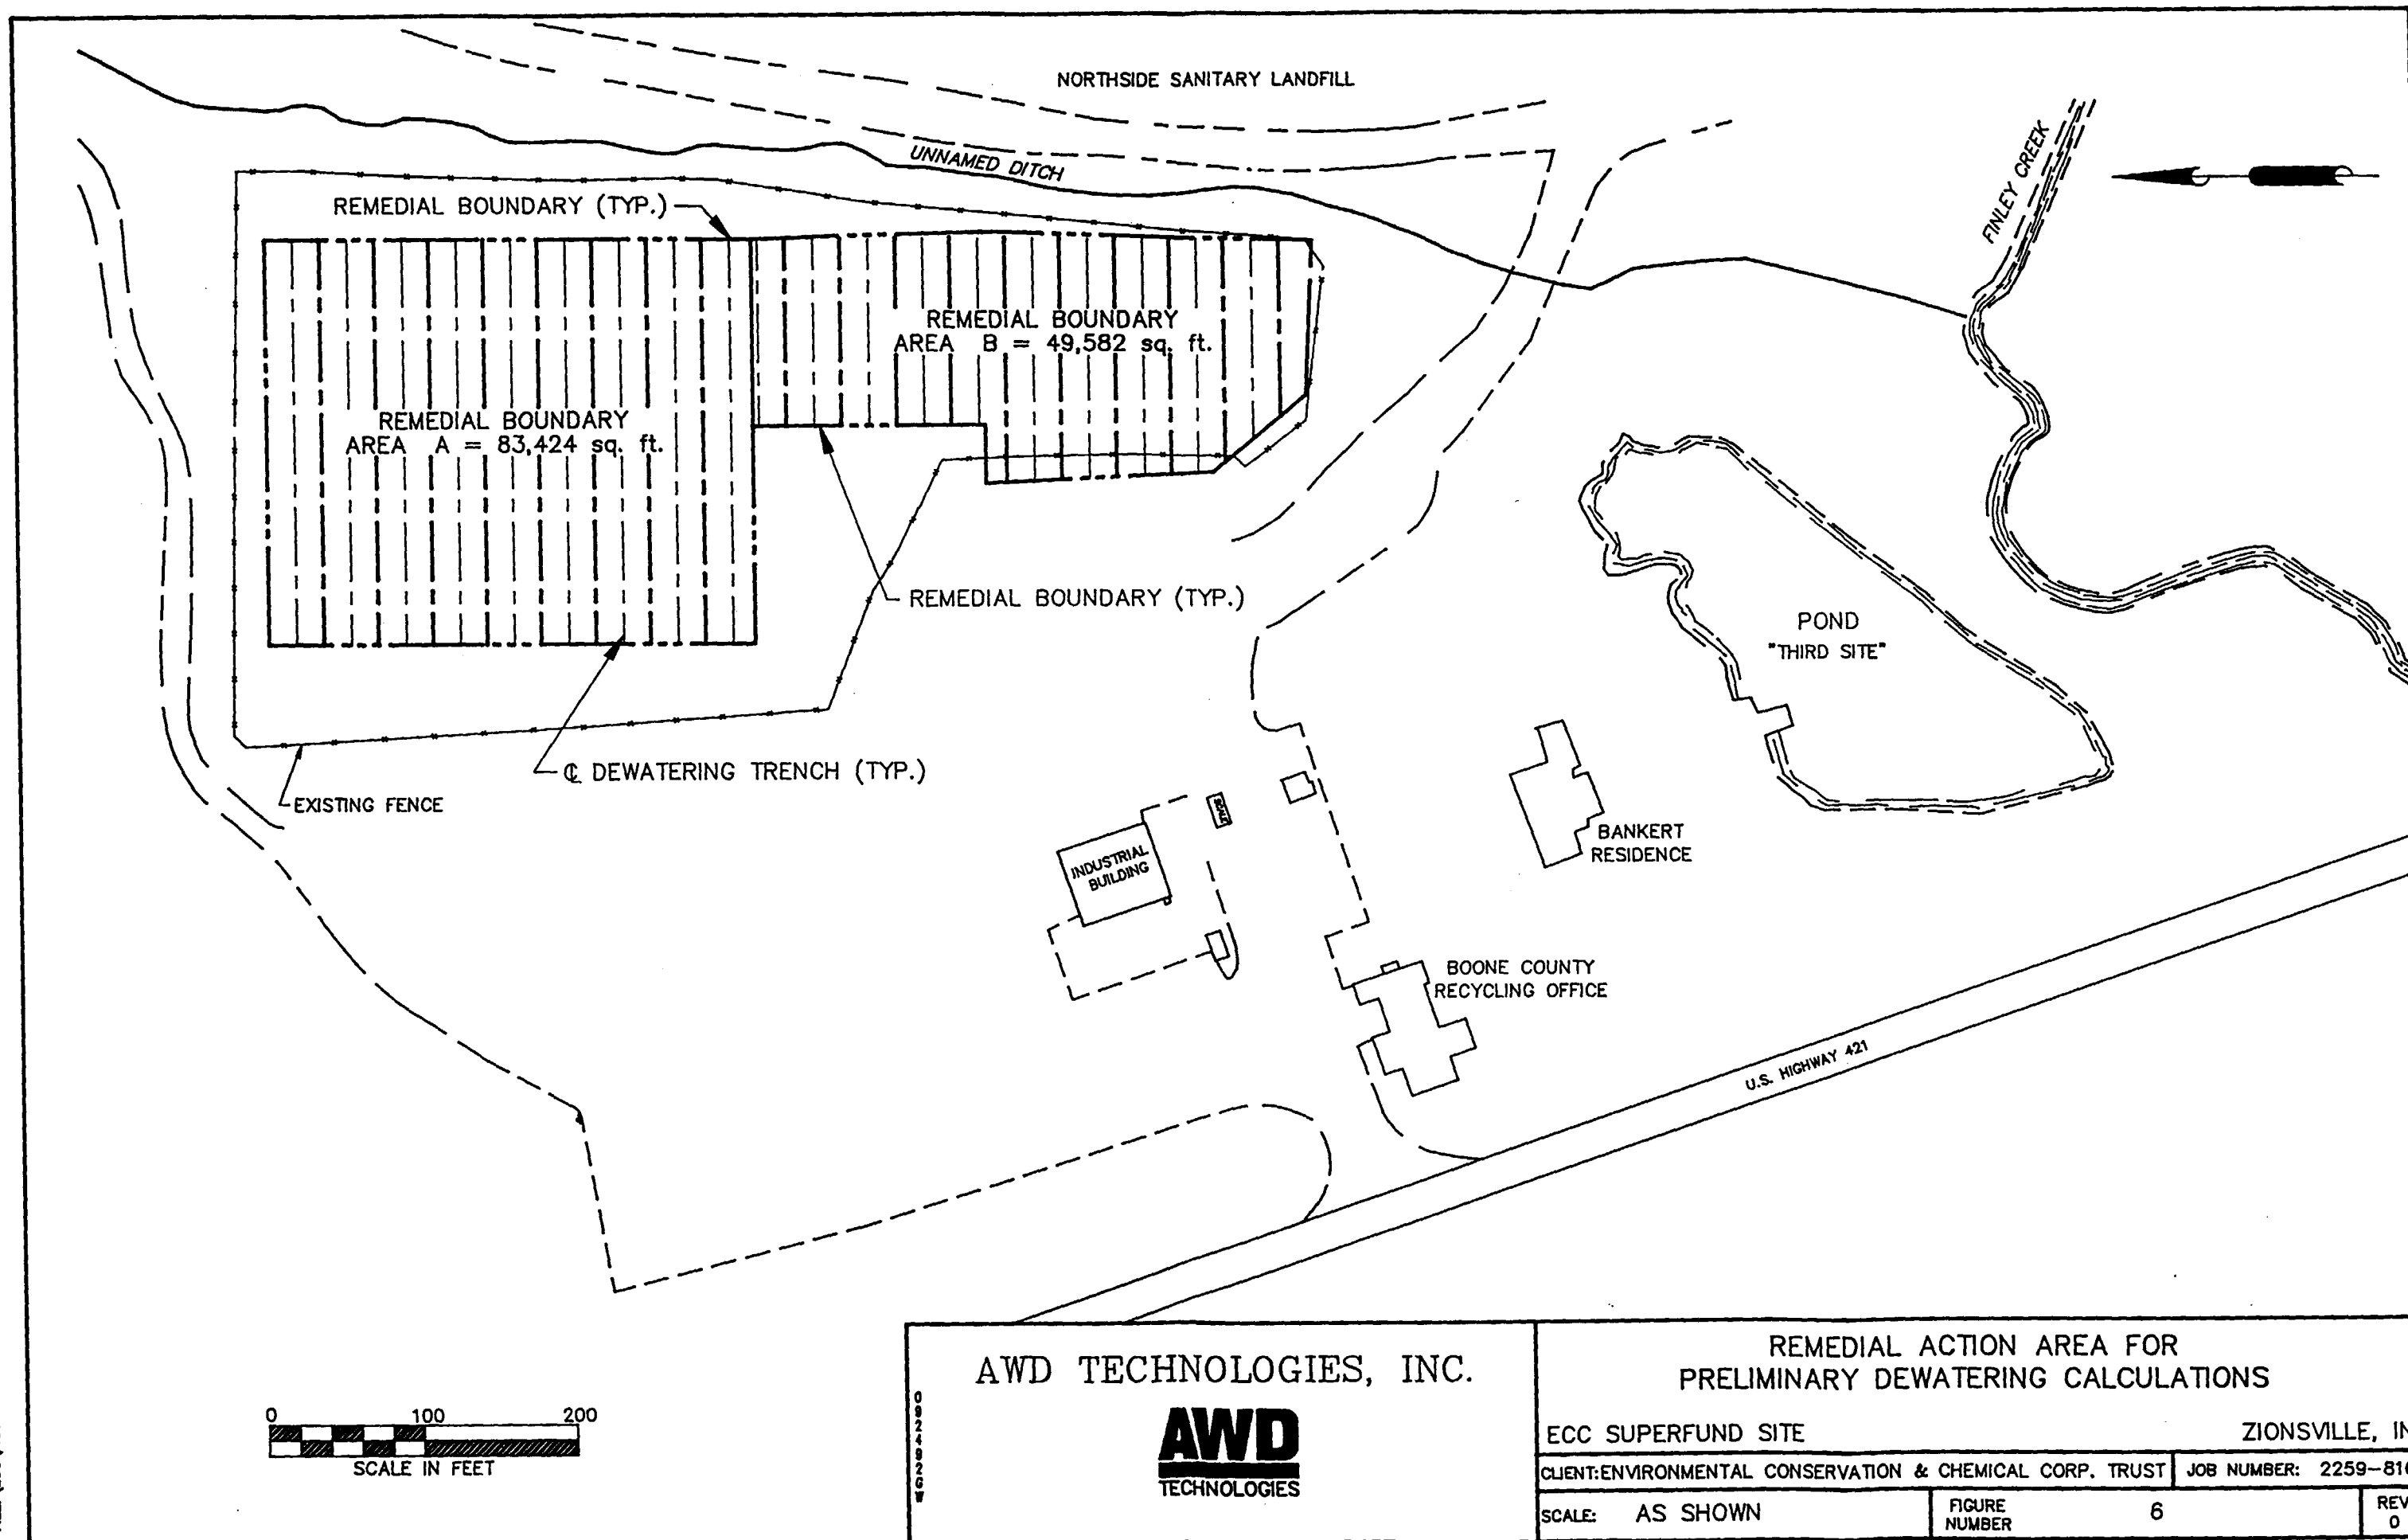 NORTHSIDE SANITARY LANDFILL
UNNAMED DITCH
FINLEY CREEK
REMEDIAL BOUNDARY (TYP.)
REMEDIAL BOUNDARY
AREA B = 49,582 sq. ft.
REMEDIAL BOUNDARY
AREA A = 83,424 sq. ft.
REMEDIAL BOUNDARY (TYP.)
POND
"THIRD SITE"
℄ DEWATERING TRENCH (TYP.)
EXISTING FENCE
SCALE
INDUSTRIAL
BUILDING
BANKERT
RESIDENCE
BOONE COUNTY
RECYCLING OFFICE
U.S. HIGHWAY 421
0 100 200
SCALE IN FEET
092492GW
AWD TECHNOLOGIES, INC.
AWD
TECHNOLOGIES
REMEDIAL ACTION AREA FOR
PRELIMINARY DEWATERING CALCULATIONS
ECC SUPERFUND SITE ZIONSVILLE, IN
CLIENT:ENVIRONMENTAL CONSERVATION & CHEMICAL CORP. TRUST JOB NUMBER: 2259-81
SCALE: AS SHOWN
FIGURE
NUMBER 6
REV
0